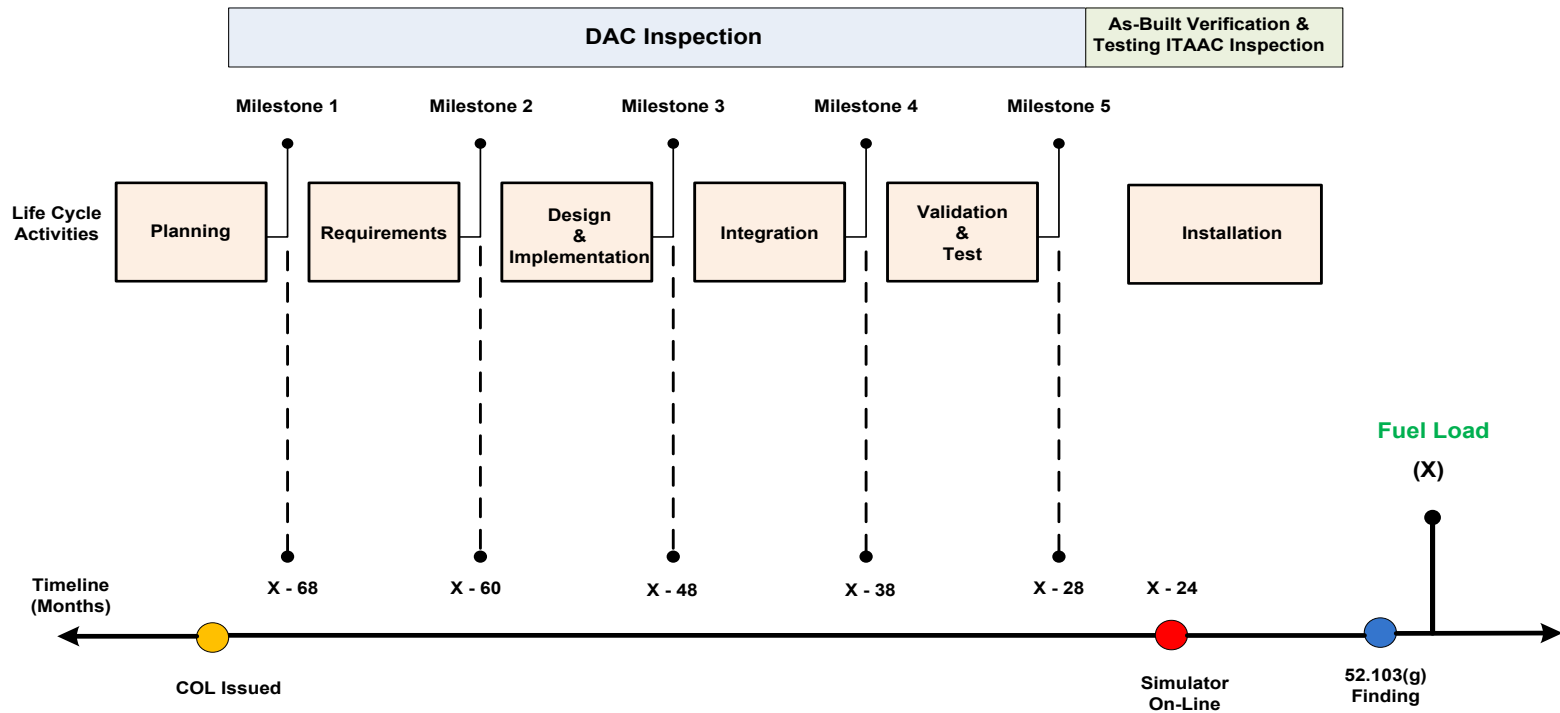 DAC Inspection
As-Built Verification &
Testing ITAAC Inspection
Milestone 1
Milestone 2
Milestone 3
Milestone 4
Milestone 5
Life Cycle
Activities
Planning
Requirements
Design
&
Implementation
Integration
Validation
&
Test
Installation
Fuel Load
(X)
Timeline
(Months)
X - 68
X - 60
X - 48
X - 38
X - 28
X - 24
COL Issued
Simulator
On-Line
52.103(g)
Finding